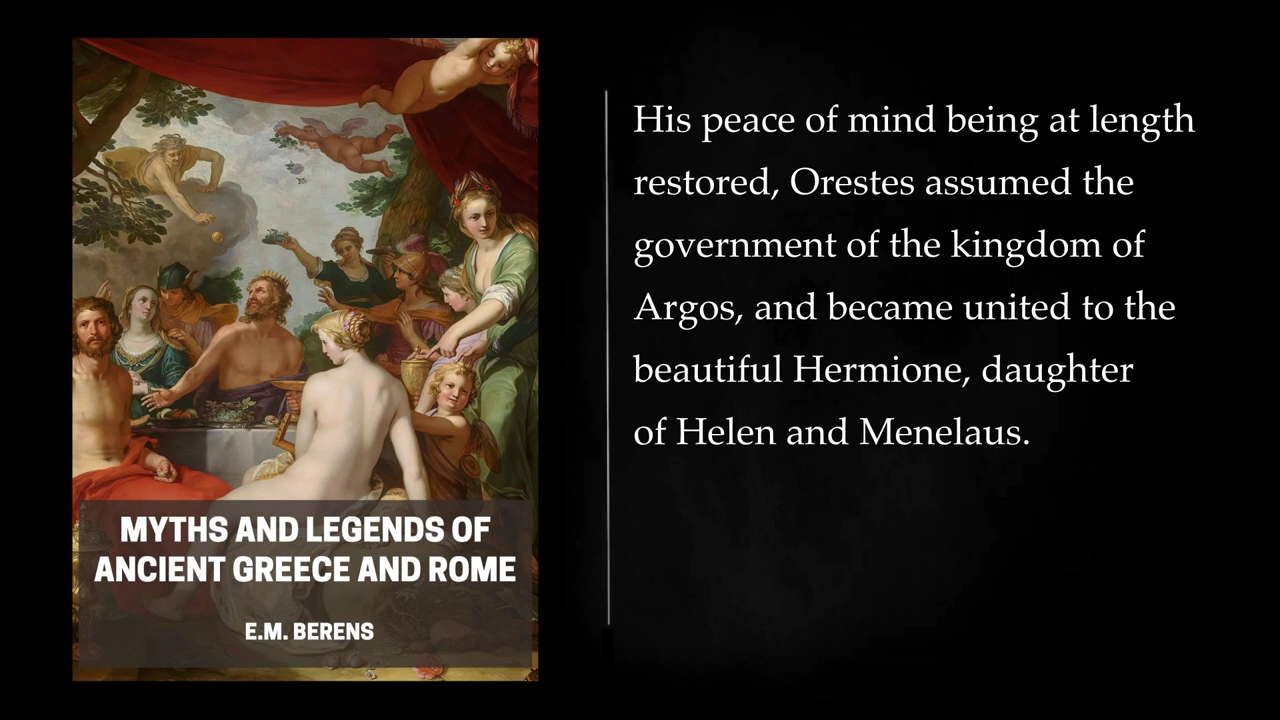 MYTHS AND LEGENDS OF
ANCIENT GREECE AND ROME
E.M. BERENS
His peace of mind being at length
restored, Orestes assumed the
government of the kingdom of
Argos, and became united to the
beautiful Hermione, daughter
of Helen and Menelaus.